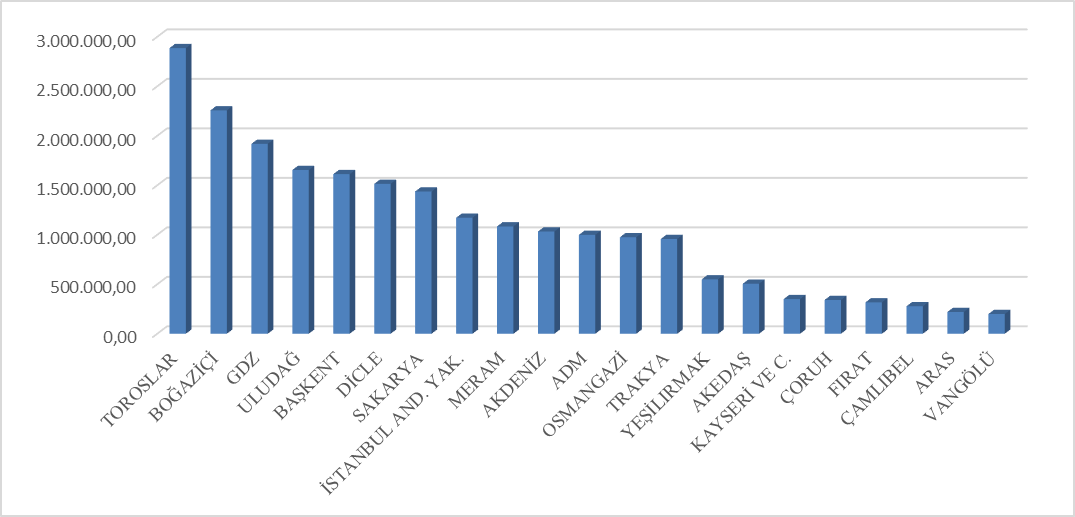 3.000.000,00
2.500.000,00
2.000.000,00
1.500.000,00
1.000.000,00
500.000,00
0,00
TOROSLAR
BOĞAZİÇİ
GDZ
ULUDAĞ
BAŞKENT
DİCLE
SAKARYA
İSTANBUL AND. YAK.
MERAM
AKDENİZ
ADM
OSMANGAZİ
TRAKYA
YEŞİLIRMAK
AKEDAŞ
KAYSERİ VE C.
ÇORUH
FIRAT
ÇAMLIBEL
ARAS
VANGÖLÜ